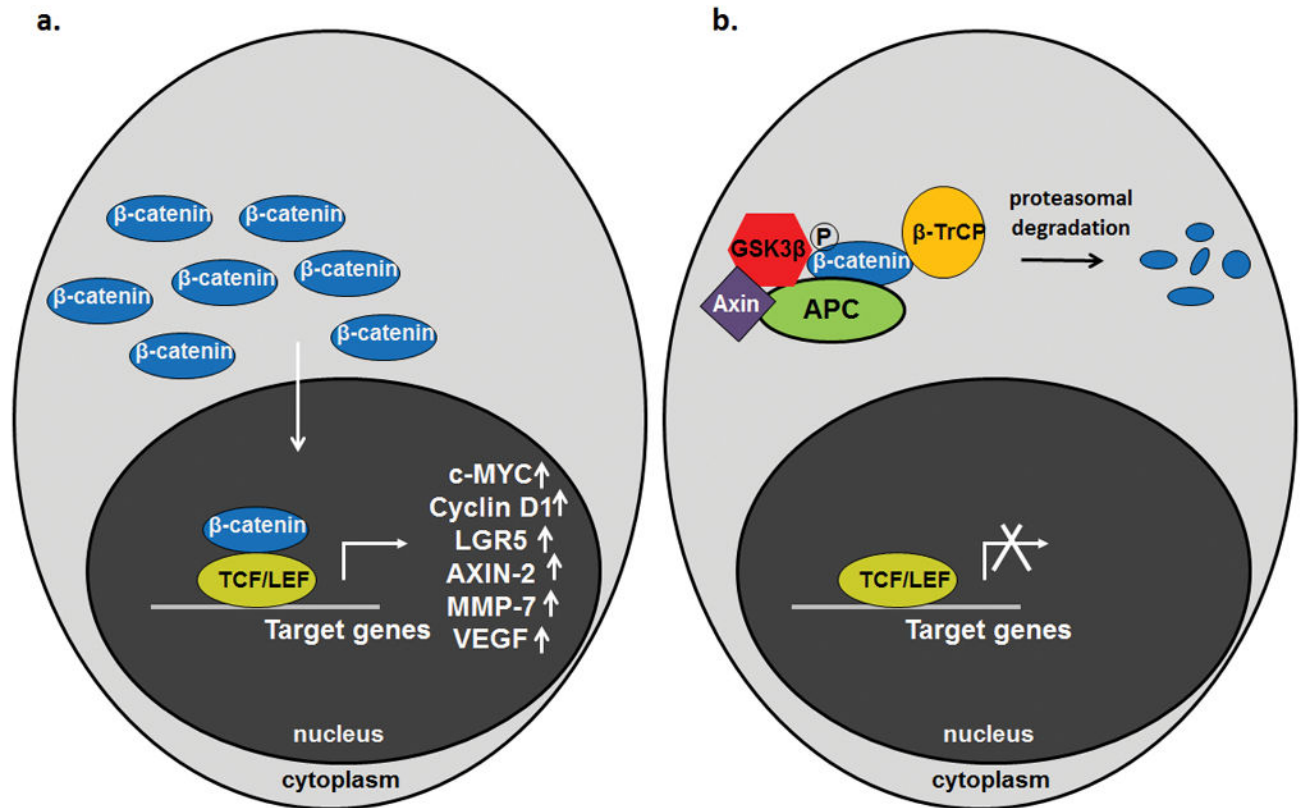 a.
β-catenin
β-catenin
β-catenin
β-catenin
β-catenin
β-catenin
β-catenin
β-catenin
TCF/LEF
Target genes
c-MYC↑
Cyclin D1↑
LGR5 ↑
AXIN-2 ↑
MMP-7 ↑
VEGF ↑
nucleus
cytoplasm
b.
GSK3β
P
β-catenin
β-TrCP
Axin
APC
proteasomal
degradation
TCF/LEF
Target genes
nucleus
cytoplasm